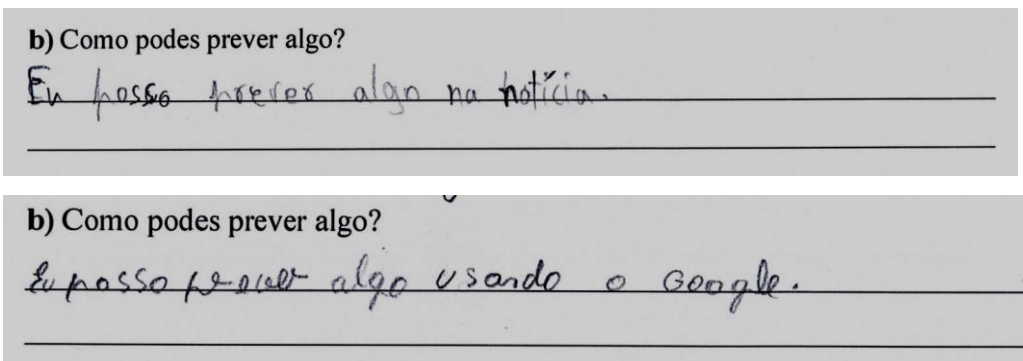 b) Como podes prever algo?
Eu posso prever algo na notícia.
b) Como podes prever algo?
Eu posso prever algo usando o Google.